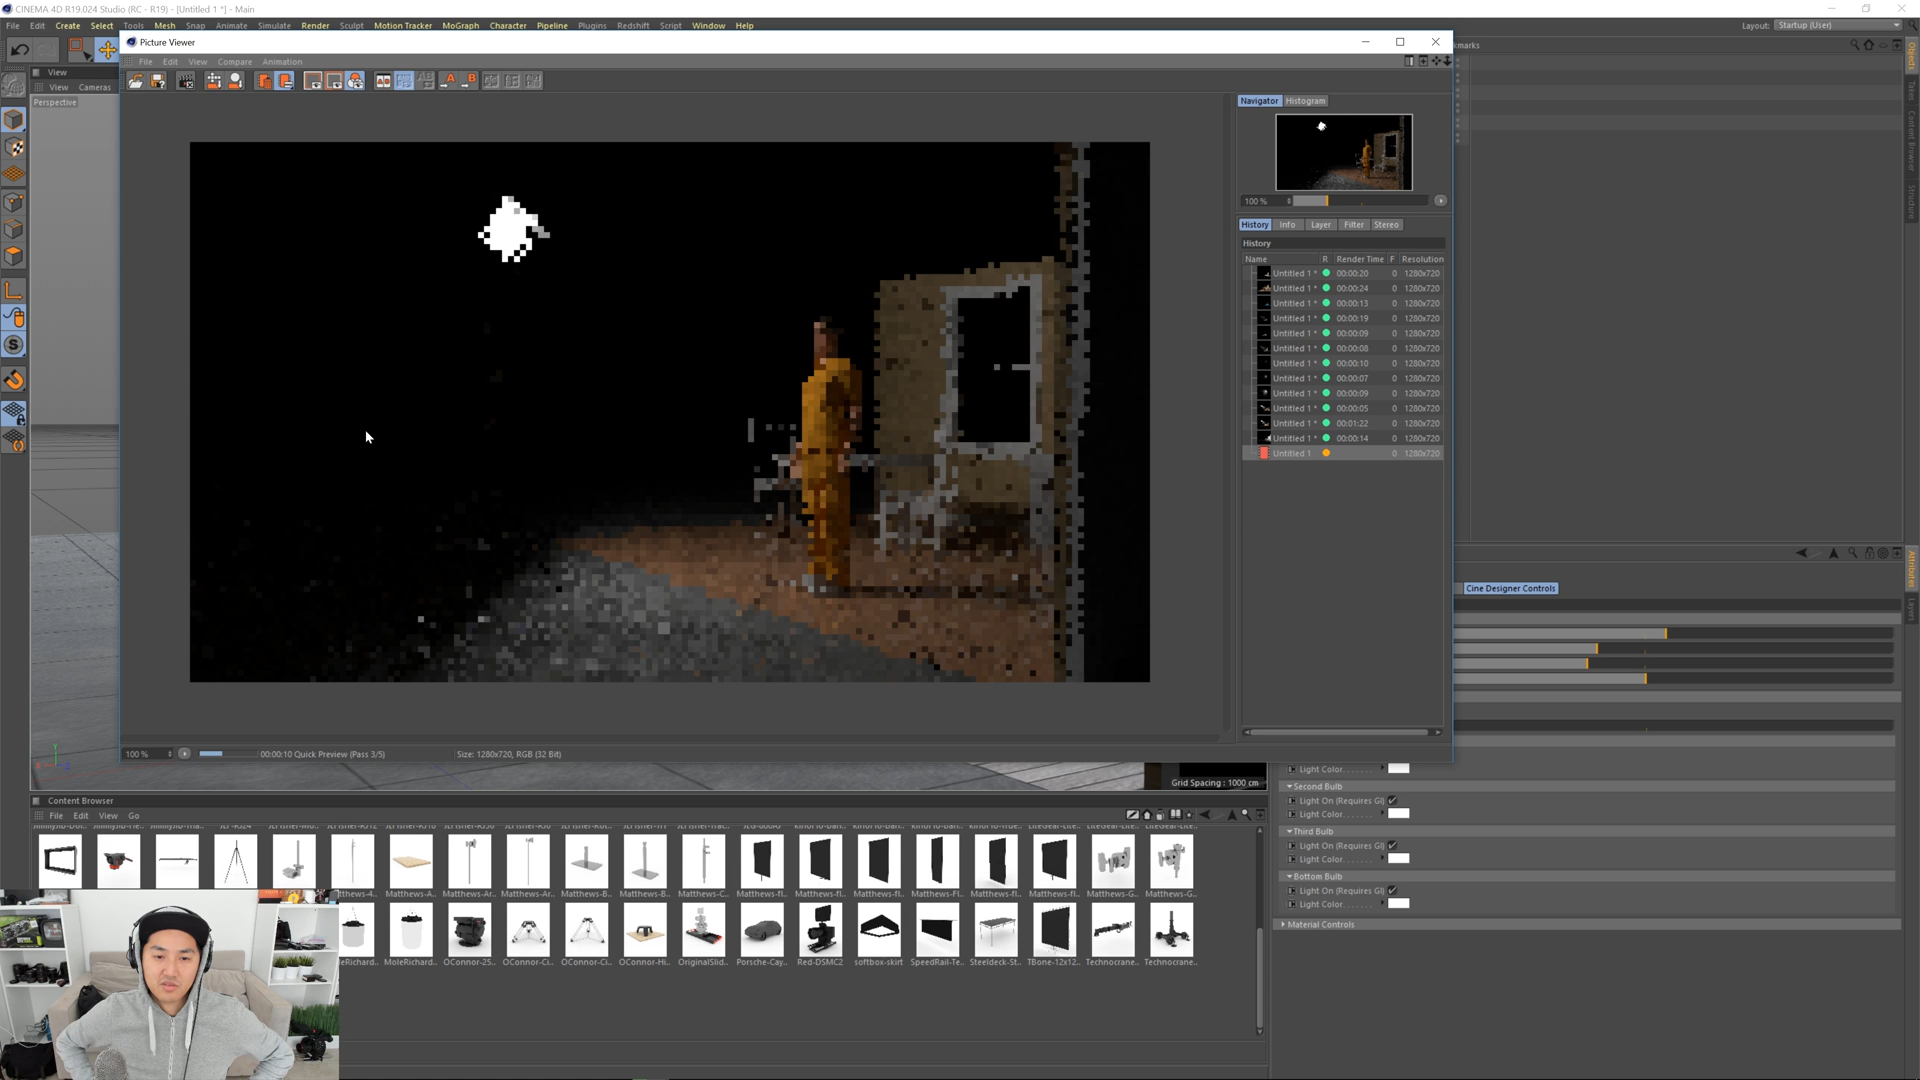 CINEMA 4D R19.024 Studio (RC - R19) - [Untitled 1 *] - Main
File Edit Create Select Tools Mesh Snap Animate Simulate Render Sculpt Motion Tracker MoGraph Character Pipeline Plugins Redshift Script Window Help
Layout: Startup (User)
Picture Viewer
File Edit View Compare Animation
View
View Cameras
Perspective
Navigator Histogram
100 %
History Info Layer Filter Stereo
History
Name R Render Time F Resolution
Untitled 1 * 00:00:20 0 1280x720
Untitled 1 * 00:00:24 0 1280x720
Untitled 1 * 00:00:13 0 1280x720
Untitled 1 * 00:00:19 0 1280x720
Untitled 1 * 00:00:09 0 1280x720
Untitled 1 * 00:00:08 0 1280x720
Untitled 1 * 00:00:10 0 1280x720
Untitled 1 * 00:00:07 0 1280x720
Untitled 1 * 00:00:09 0 1280x720
Untitled 1 * 00:00:05 0 1280x720
Untitled 1 * 00:01:22 0 1280x720
Untitled 1 * 00:00:14 0 1280x720
Untitled 1 0 1280x720
100 % 00:00:10 Quick Preview (Pass 3/5) Size: 1280x720, RGB (32 Bit)
Grid Spacing : 1000 cm
kmarks
Objects
Takes
Content Browser
Structure
Attributes
Layers
Cine Designer Controls
Light Color
Second Bulb
Light On (Requires GI)
Light Color
Third Bulb
Light On (Requires GI)
Light Color
Bottom Bulb
Light On (Requires GI)
Light Color
Material Controls
Content Browser
File Edit View Go
Matthews-A.. Matthews-Ar.. Matthews-Ar.. Matthews-B.. Matthews-B.. Matthews-C.. Matthews-fl.. Matthews-fl.. Matthews-fl.. Matthews-Fl.. Matthews-fl.. Matthews-fl.. Matthews-G.. Matthews-G..
leRichard.. MoleRichard.. OConnor-25.. OConnor-Ci.. OConnor-Ci.. OConnor-Hi.. OriginalSlid.. Porsche-Cay.. Red-DSMC2 softbox-skirt SpeedRail-Te.. Steeldeck-St.. TBone-12x12.. Technocrane.. Technocrane..